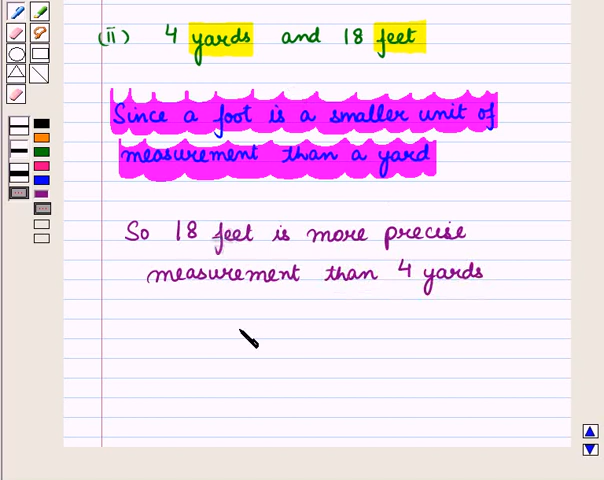 (ii) 4 yards and 18 feet
Since a foot is a smaller unit of
measurement than a yard
So 18 feet is more precise
measurement than 4 yards